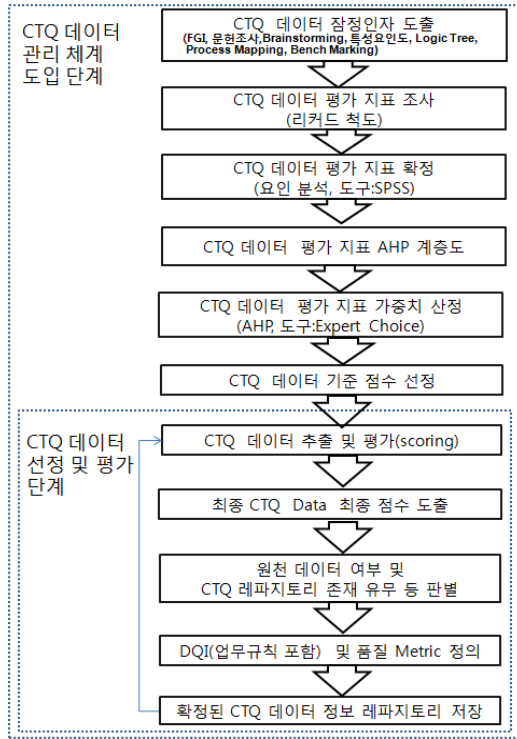 CTQ 데이터
관리 체계
도입 단계
CTQ 데이터 잠정인자 도출
(FGI, 문헌조사,Brainstorming, 특성요인도, Logic Tree,
Process Mapping, Bench Marking)
CTQ 데이터 평가 지표 조사
(리커드 척도)
CTQ 데이터 평가 지표 확정
(요인 분석, 도구:SPSS)
CTQ 데이터 평가 지표 AHP 계층도
CTQ 데이터 평가 지표 가중치 산정
(AHP, 도구:Expert Choice)
CTQ 데이터 기준 점수 선정
CTQ 데이터
선정 및 평가
단계
CTQ 데이터 추출 및 평가(scoring)
최종 CTQ Data 최종 점수 도출
원천 데이터 여부 및
CTQ 레파지토리 존재 유무 등 판별
DQI(업무규칙 포함) 및 품질 Metric 정의
확정된 CTQ 데이터 정보 레파지토리 저장